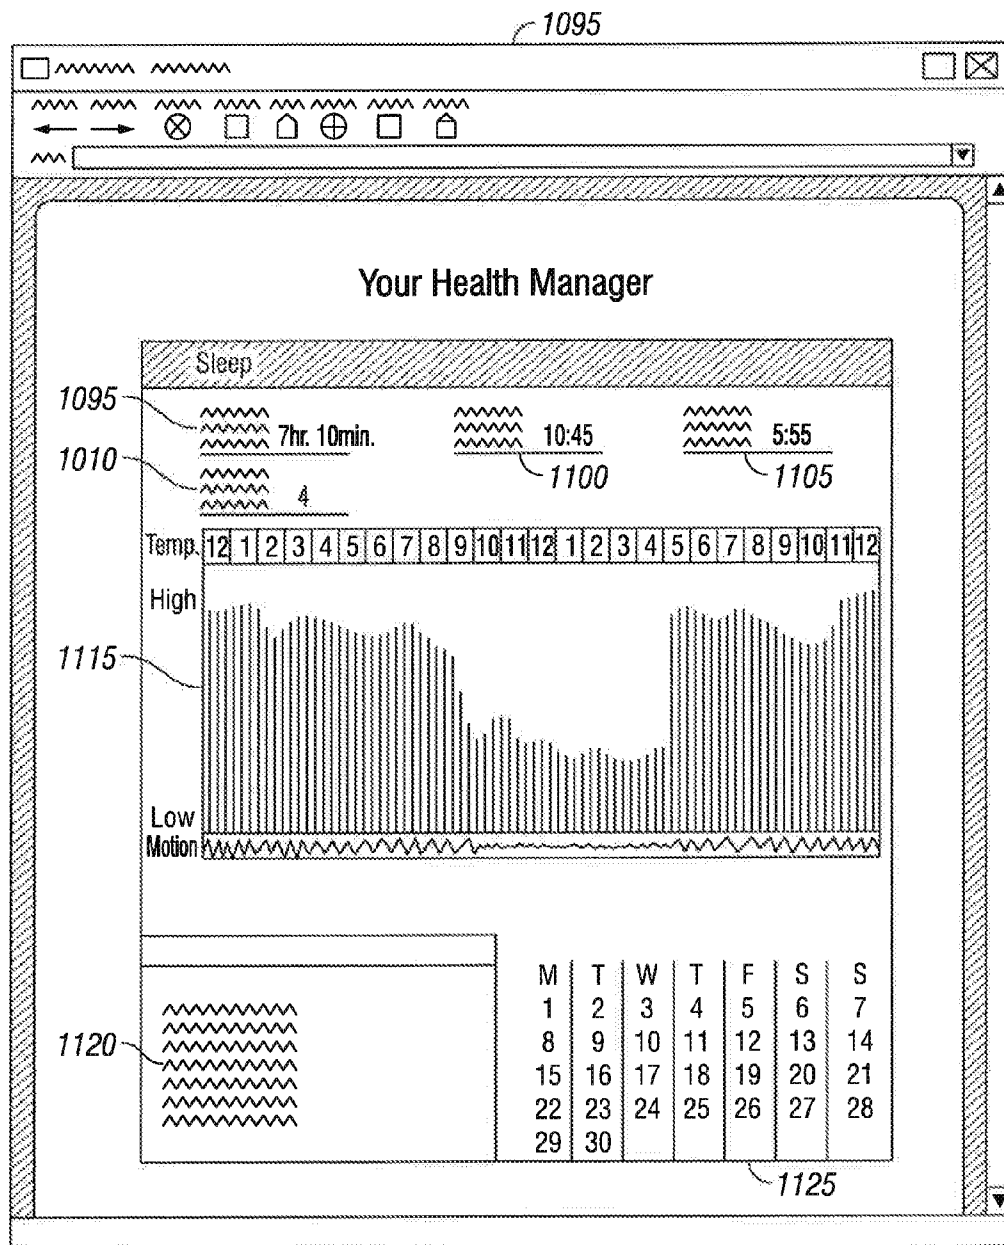 1095
Your Health Manager
Sleep
1095
7hr. 10min.
10:45
5:55
1010
1100
1105
4
Temp. 12 1 2 3 4 5 6 7 8 9 10 11 12 1 2 3 4 5 6 7 8 9 10 11 12
High
1115
Low
Motion
M T W T F S S
1 2 3 4 5 6 7
1120
8 9 10 11 12 13 14
15 16 17 18 19 20 21
22 23 24 25 26 27 28
29 30
1125